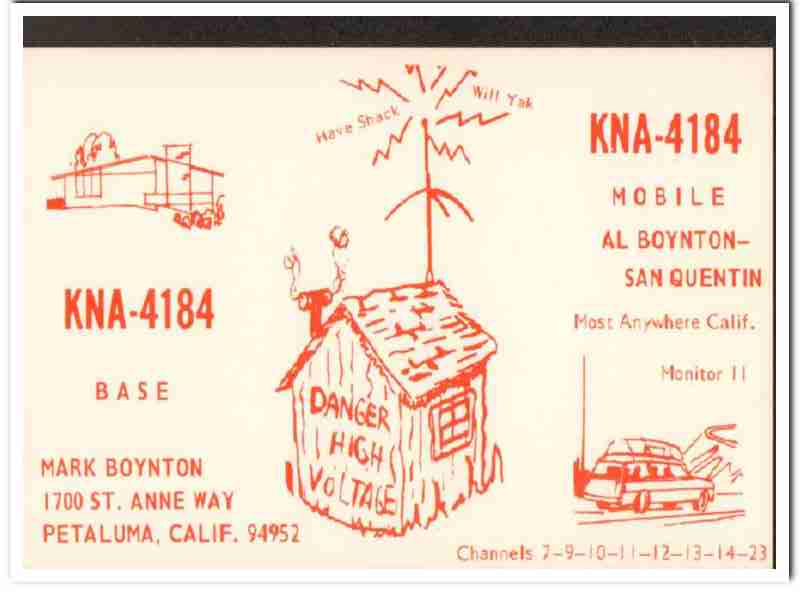 Have Shack Will Yak
KNA-4184
BASE
MARK BOYNTON
1700 ST. ANNE WAY
PETALUMA, CALIF. 94952
DANGER
HIGH
VOLTAGE
KNA-4184
MOBILE
AL BOYNTON-
SAN QUENTIN
Most Anywhere Calif.
Monitor 11
Channels 7-9-10-11-12-13-14-23